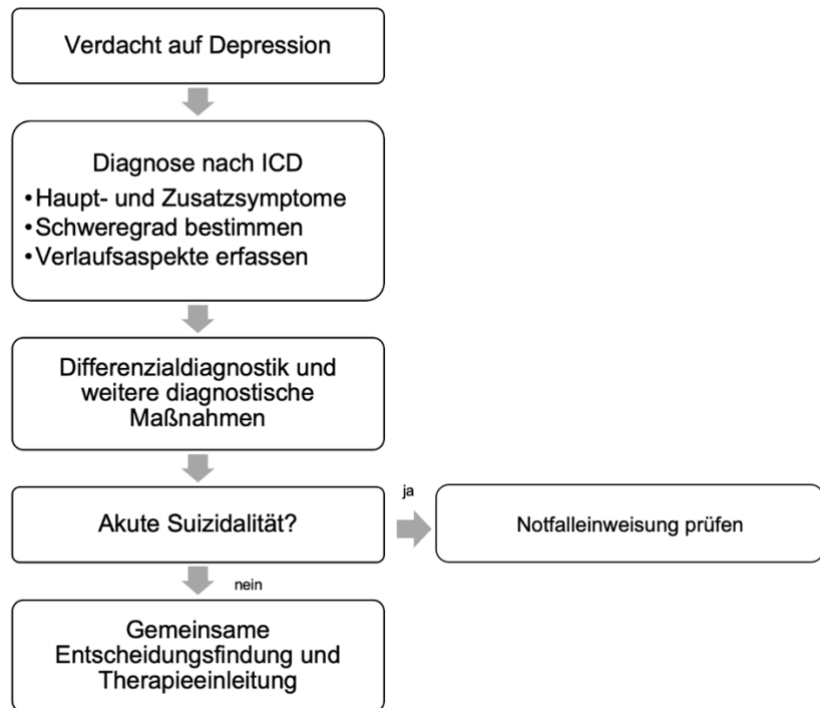 Verdacht auf Depression
Diagnose nach ICD
•Haupt- und Zusatzsymptome
•Schweregrad bestimmen
•Verlaufsaspekte erfassen
Differenzialdiagnostik und
weitere diagnostische
Maßnahmen
Akute Suizidalität?
ja
Notfalleinweisung prüfen
nein
Gemeinsame
Entscheidungsfindung und
Therapieeinleitung